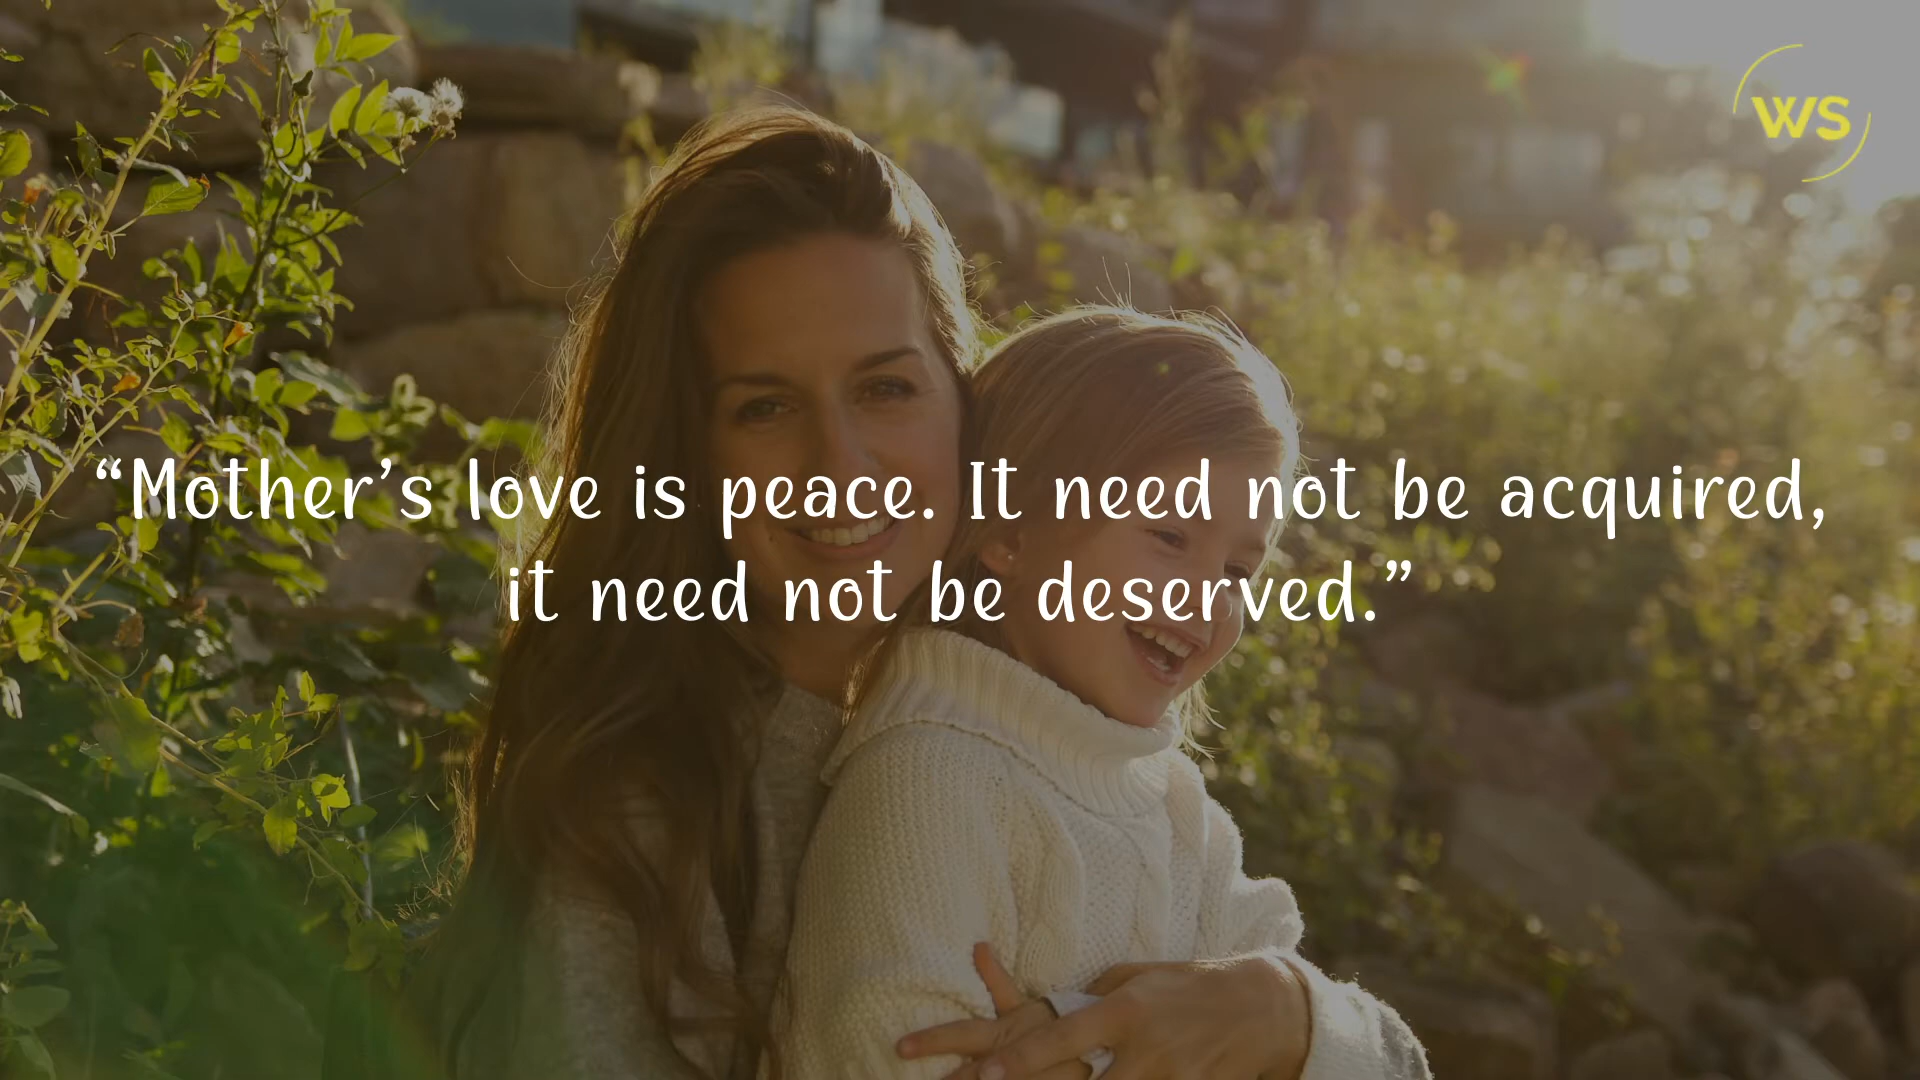 WS
“Mother’s love is peace. It need not be acquired,
it need not be deserved.”